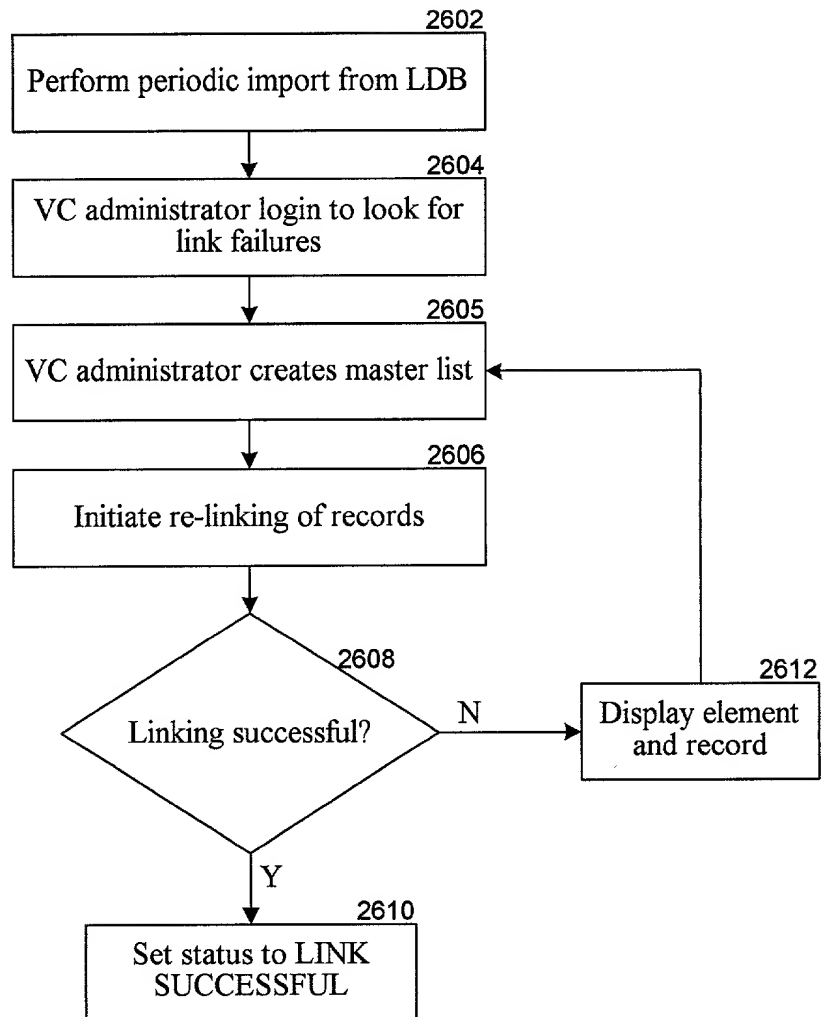 2602
Perform periodic import from LDB
2604
VC administrator login to look for
link failures
2605
VC administrator creates master list
2606
Initiate re-linking of records
2608
Linking successful?
N
2612
Display element
and record
Y
2610
Set status to LINK
SUCCESSFUL